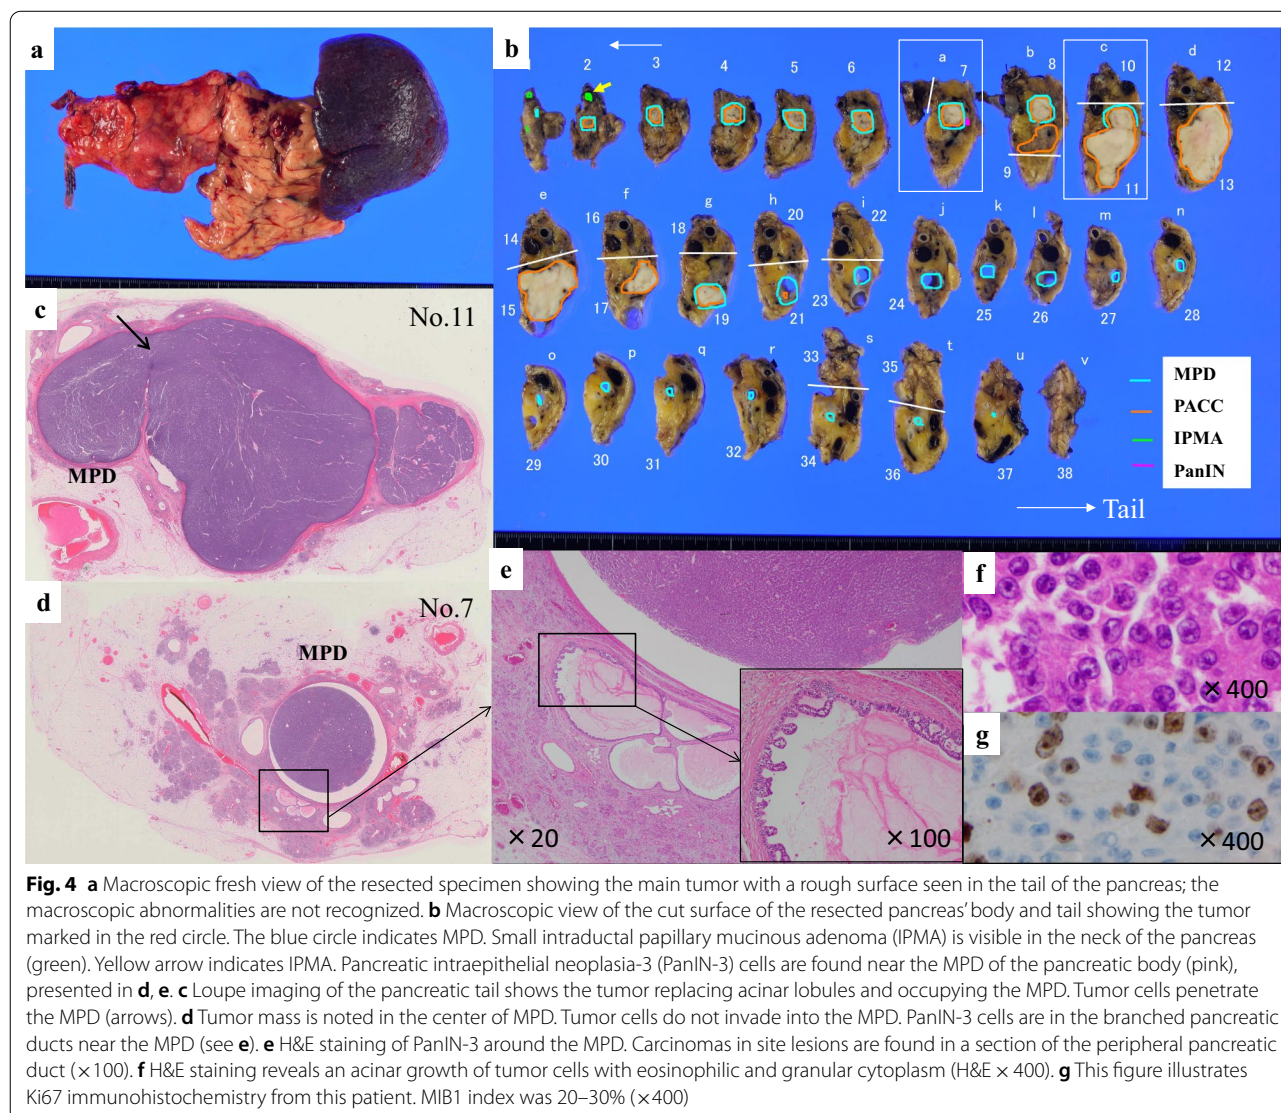 a
b
2
3
4
5
6
a
7
b
8
9
c
10
11
d
12
13
e
14
15
f
16
17
g
18
19
h
20
21
i
22
23
j
24
k
25
l
26
m
27
n
28
o
29
p
30
q
31
r
32
s
33
34
t
35
36
u
37
v
38
MPD
PACC
IPMA
PanIN
Tail
c
No.11
MPD
d
No.7
MPD
e
×20
×100
f
×400
g
×400
Fig. 4 a Macroscopic fresh view of the resected specimen showing the main tumor with a rough surface seen in the tail of the pancreas; the
macroscopic abnormalities are not recognized. b Macroscopic view of the cut surface of the resected pancreas' body and tail showing the tumor
marked in the red circle. The blue circle indicates MPD. Small intraductal papillary mucinous adenoma (IPMA) is visible in the neck of the pancreas
(green). Yellow arrow indicates IPMA. Pancreatic intraepithelial neoplasia-3 (PanIN-3) cells are found near the MPD of the pancreatic body (pink),
presented in d, e. c Loupe imaging of the pancreatic tail shows the tumor replacing acinar lobules and occupying the MPD. Tumor cells penetrate
the MPD (arrows). d Tumor mass is noted in the center of MPD. Tumor cells do not invade into the MPD. PanIN-3 cells are in the branched pancreatic
ducts near the MPD (see e). e H&E staining of PanIN-3 around the MPD. Carcinomas in site lesions are found in a section of the peripheral pancreatic
duct (×100). f H&E staining reveals an acinar growth of tumor cells with eosinophilic and granular cytoplasm (H&E × 400). g This figure illustrates
Ki67 immunohistochemistry from this patient. MIB1 index was 20–30% (×400)